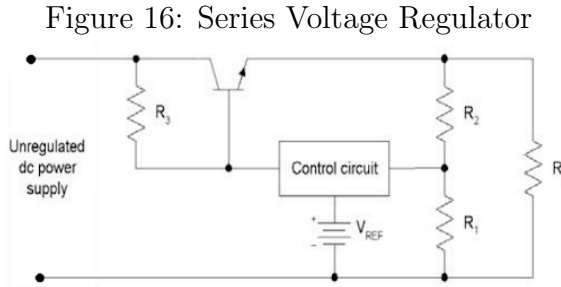 Figure 16: Series Voltage Regulator
R3
R2
Unregulated
dc power
supply
Control circuit
R
+
VREF
−
R1